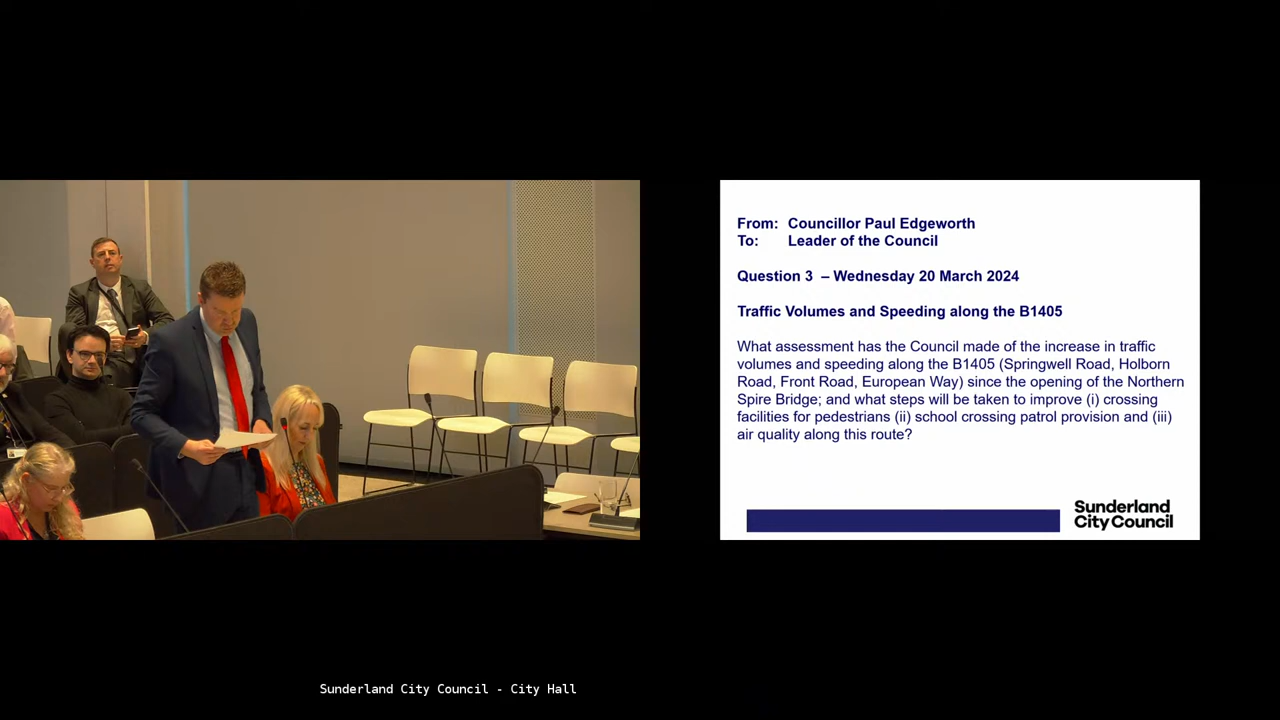 From: Councillor Paul Edgeworth
To: Leader of the Council
Question 3 – Wednesday 20 March 2024
Traffic Volumes and Speeding along the B1405
What assessment has the Council made of the increase in traffic
volumes and speeding along the B1405 (Springwell Road, Holborn
Road, Front Road, European Way) since the opening of the Northern
Spire Bridge; and what steps will be taken to improve (i) crossing
facilities for pedestrians (ii) school crossing patrol provision and (iii)
air quality along this route?
Sunderland
City Council
Sunderland City Council - City Hall